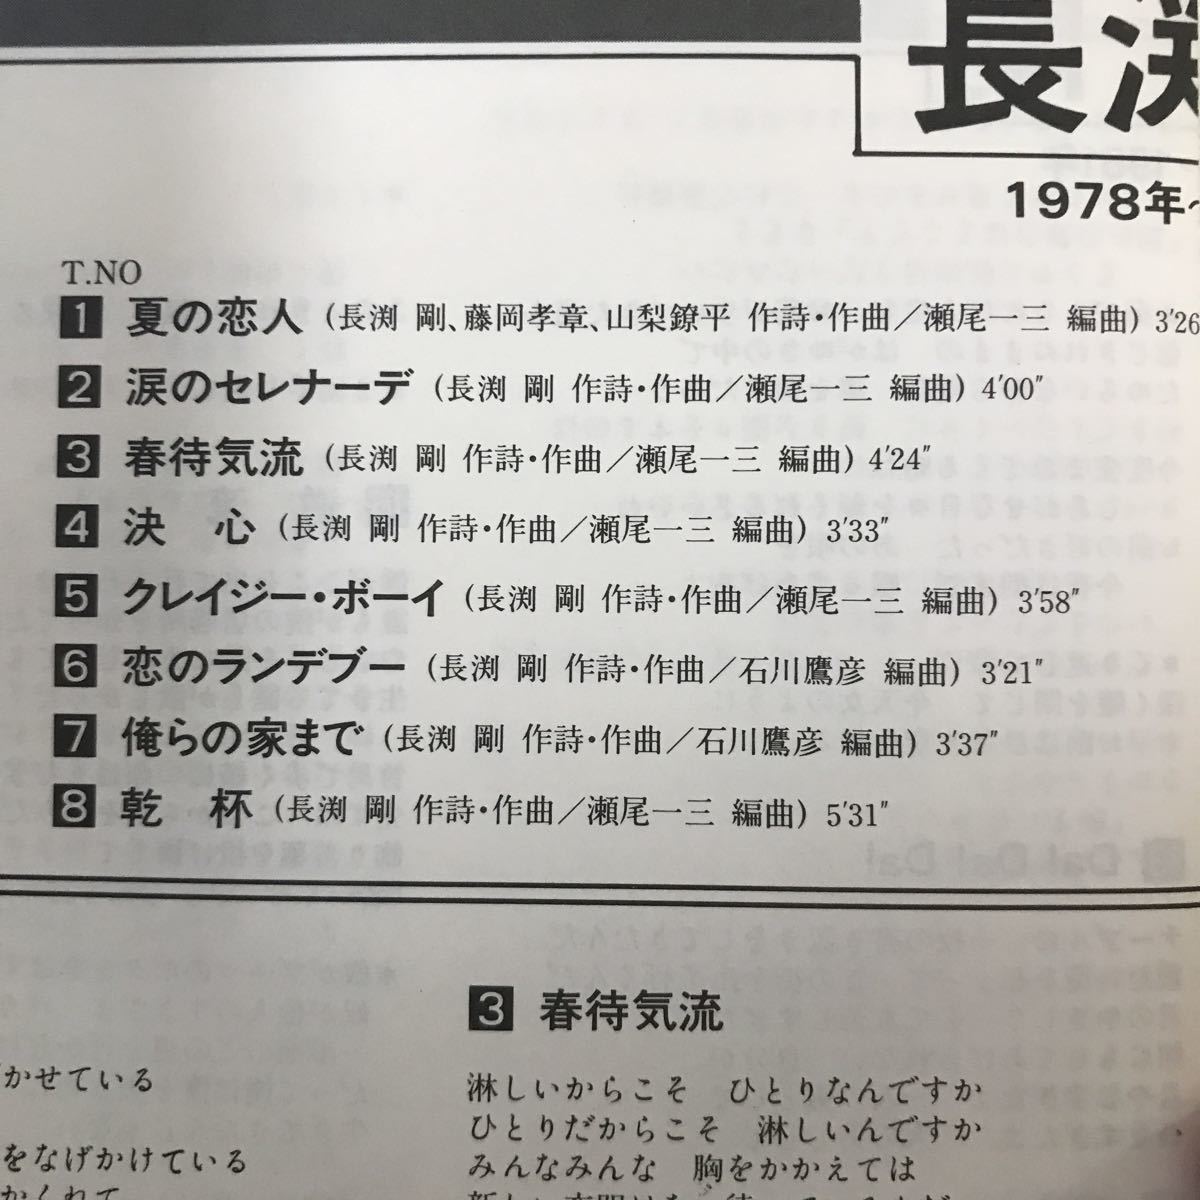 長渕
1978年~
T.NO
1 夏の恋人 (長渕 剛、藤岡孝章、山梨鐐平 作詩・作曲／瀬尾一三 編曲) 3′26
2 涙のセレナーデ (長渕 剛 作詩・作曲／瀬尾一三 編曲) 4′00″
3 春待気流 (長渕 剛 作詩・作曲／瀬尾一三 編曲) 4′24″
4 決 心 (長渕 剛 作詩・作曲／瀬尾一三 編曲) 3′33″
5 クレイジー・ボーイ (長渕 剛 作詩・作曲／瀬尾一三 編曲) 3′58″
6 恋のランデブー (長渕 剛 作詩・作曲／石川鷹彦 編曲) 3′21″
7 俺らの家まで (長渕 剛 作詩・作曲／石川鷹彦 編曲) 3′37″
8 乾 杯 (長渕 剛 作詩・作曲／瀬尾一三 編曲) 5′31″
かせている
をなげかけている
かくれて
3 春待気流
淋しいからこそ ひとりなんですか
ひとりだからこそ 淋しいんですか
みんなみんな 胸をかかえては